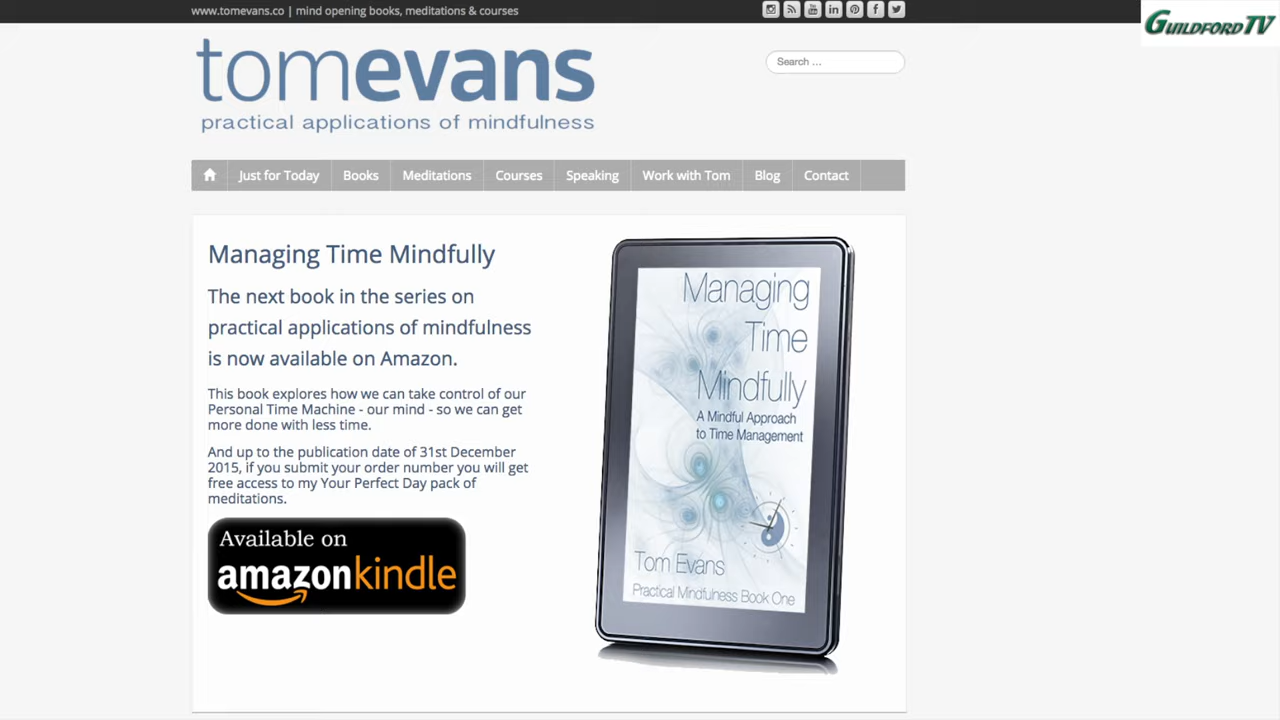 www.tomevans.co | mind opening books, meditations & courses
GUILDFORD TV
tomevans
practical applications of mindfulness
Search ...
Just for Today Books Meditations Courses Speaking Work with Tom Blog Contact
Managing Time Mindfully
The next book in the series on
practical applications of mindfulness
is now available on Amazon.
This book explores how we can take control of our
Personal Time Machine - our mind - so we can get
more done with less time.
And up to the publication date of 31st December
2015, if you submit your order number you will get
free access to my Your Perfect Day pack of
meditations.
Available on
amazonkindle
Managing
Time
Mindfully
A Mindful Approach
to Time Management
Tom Evans
Practical Mindfulness Book One